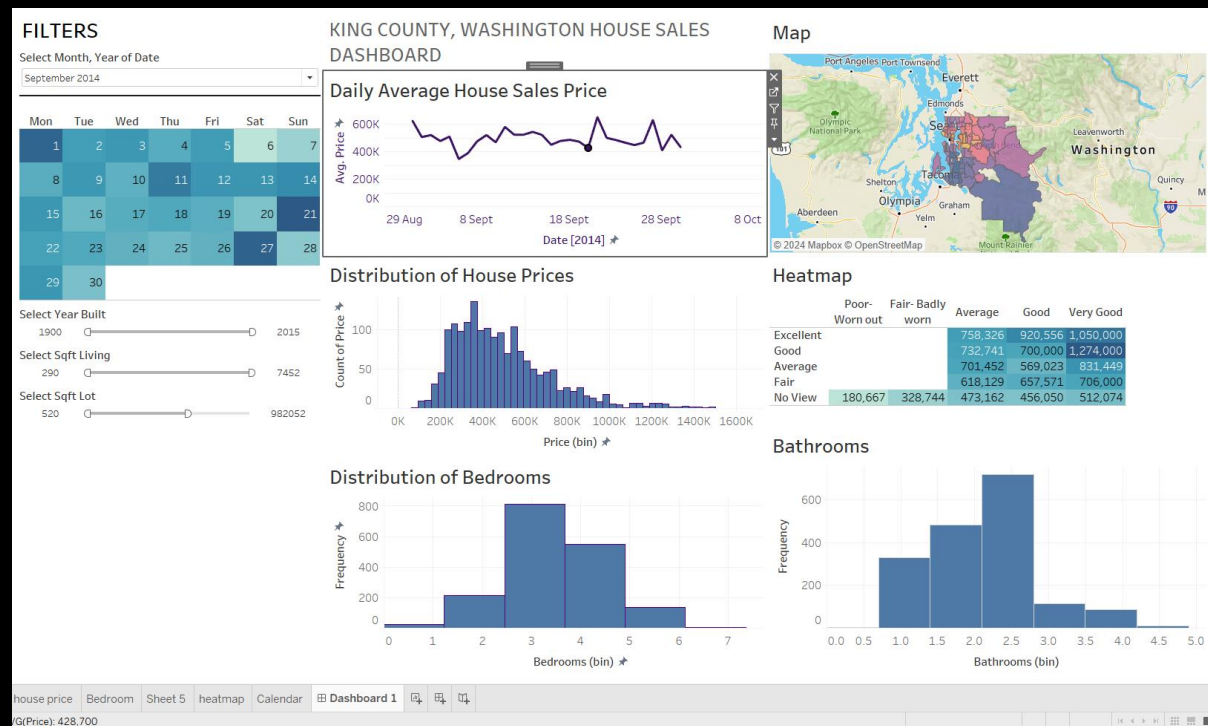 FILTERS
Select Month, Year of Date
September 2014
Mon Tue Wed Thu Fri Sat Sun
1 2 3 4 5 6 7
8 9 10 11 12 13 14
15 16 17 18 19 20 21
22 23 24 25 26 27 28
29 30
Select Year Built
1900 2015
Select Sqft Living
290 7452
Select Sqft Lot
520 982052
KING COUNTY, WASHINGTON HOUSE SALES
DASHBOARD
Daily Average House Sales Price
Avg. Price
600K
400K
200K
0K
29 Aug 8 Sept 18 Sept 28 Sept 8 Oct
Date [2014]
Distribution of House Prices
Count of Price
100
50
0
0K 200K 400K 600K 800K 1000K 1200K 1400K 1600K
Price (bin)
Distribution of Bedrooms
Frequency
800
600
400
200
0
0 1 2 3 4 5 6 7
Bedrooms (bin)
Map
Port Angeles Port Townsend
Everett
Edmonds
Olympic
National Park
Se
Leavenworth
Washington
101
Shelton
Tacoma
Quincy
M
Olympia
Graham
90
Aberdeen
Yelm
© 2024 Mapbox © OpenStreetMap
Mount Rainier
Heatmap
Poor- Fair- Badly
Worn out worn Average Good Very Good
Excellent 758,326 920,556 1,050,000
Good 732,741 700,000 1,274,000
Average 701,452 569,023 831,449
Fair 618,129 657,571 706,000
No View 180,667 328,744 473,162 456,050 512,074
Bathrooms
Frequency
600
400
200
0
0.0 0.5 1.0 1.5 2.0 2.5 3.0 3.5 4.0 4.5 5.0
Bathrooms (bin)
house price Bedroom Sheet 5 heatmap Calendar Dashboard 1
/G(Price): 428,700